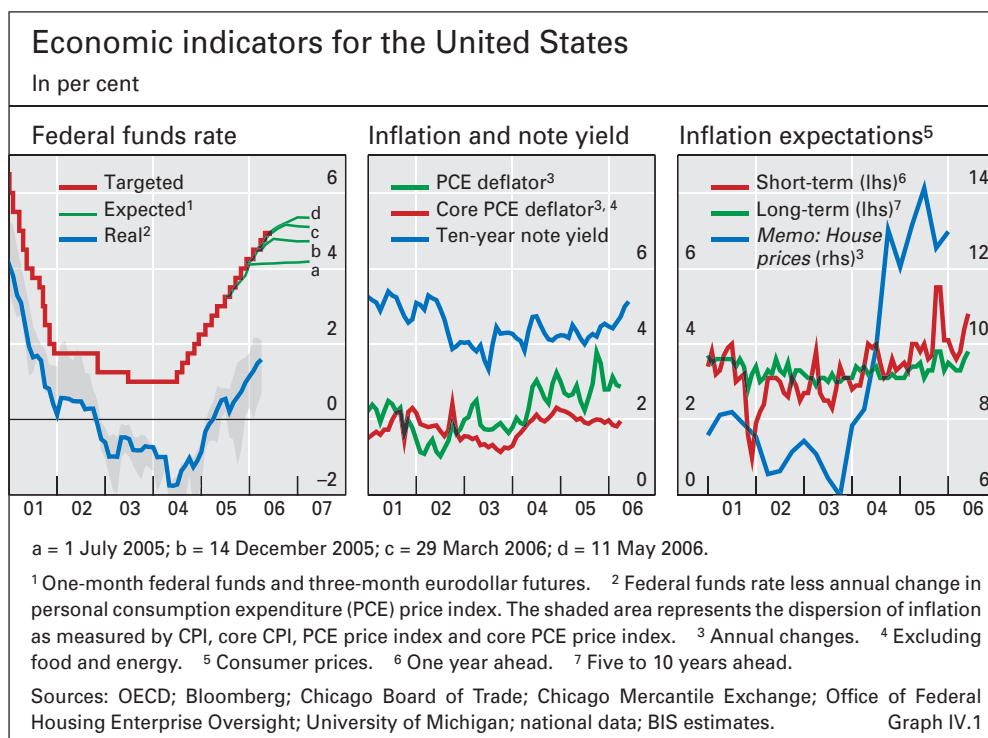 Economic indicators for the United States
In per cent
Federal funds rate
Targeted
Expected¹
Real²
6
4
2
0
–2
d
c
b
a
01 02 03 04 05 06 07
Inflation and note yield
PCE deflator³
Core PCE deflator³, ⁴
Ten-year note yield
6
4
2
0
01 02 03 04 05 06
Inflation expectations⁵
Short-term (lhs)⁶
Long-term (lhs)⁷
Memo: House
prices (rhs)³
6
4
2
0
14
12
10
8
6
01 02 03 04 05 06
a = 1 July 2005; b = 14 December 2005; c = 29 March 2006; d = 11 May 2006.
¹ One-month federal funds and three-month eurodollar futures. ² Federal funds rate less annual change in
personal consumption expenditure (PCE) price index. The shaded area represents the dispersion of inflation
as measured by CPI, core CPI, PCE price index and core PCE price index. ³ Annual changes. ⁴ Excluding
food and energy. ⁵ Consumer prices. ⁶ One year ahead. ⁷ Five to 10 years ahead.
Sources: OECD; Bloomberg; Chicago Board of Trade; Chicago Mercantile Exchange; Office of Federal
Housing Enterprise Oversight; University of Michigan; national data; BIS estimates. Graph IV.1